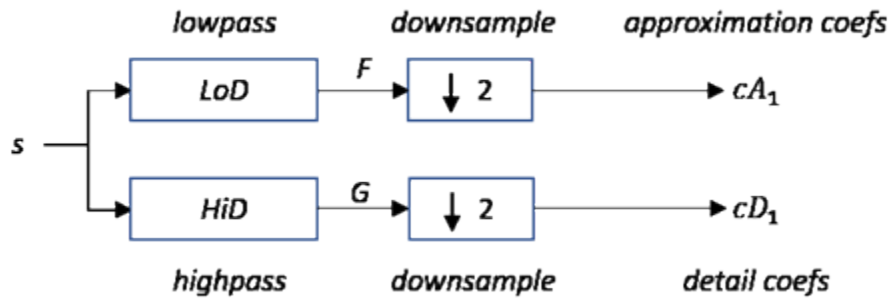 lowpass downsample approximation coefs
F
LoD ↓ 2 cA₁
s
G
HiD ↓ 2 cD₁
highpass downsample detail coefs